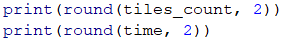 print(round(tiles_count, 2))
print(round(time, 2))